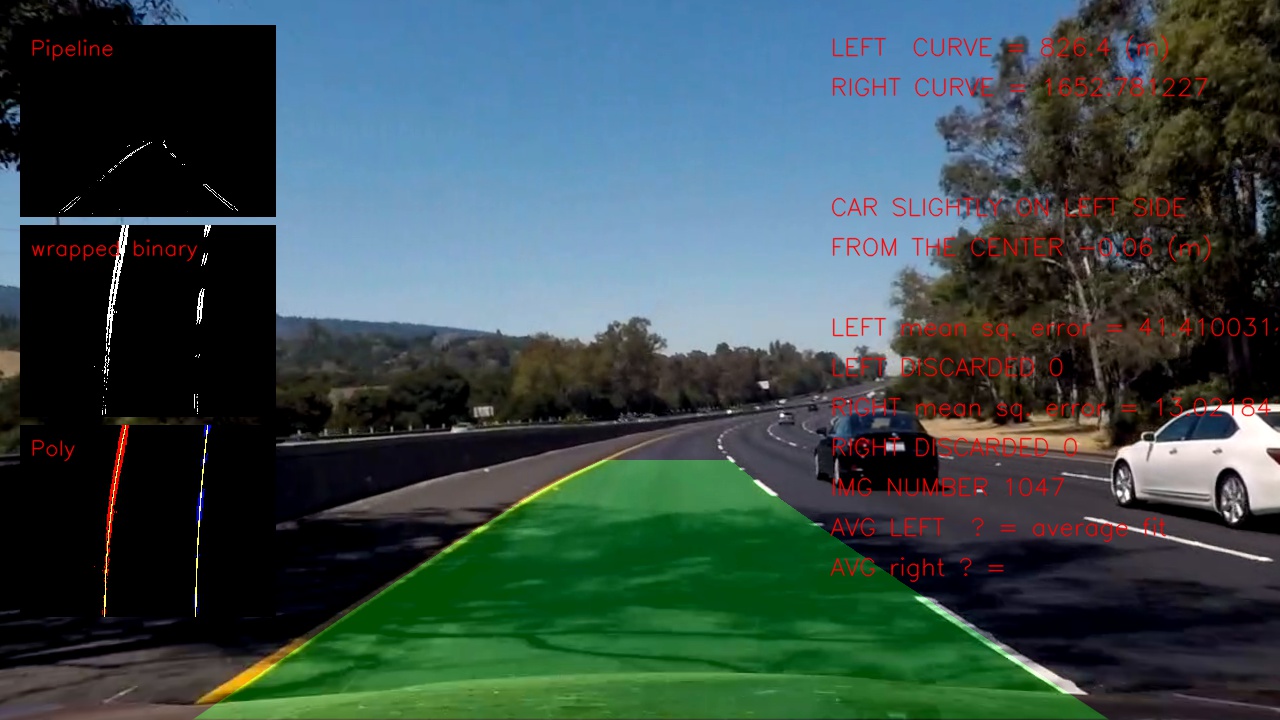 Pipeline
wrapped binary
Poly
LEFT CURVE = 826.4 (m)
RIGHT CURVE = 1652.781227
CAR SLIGHTLY ON LEFT SIDE
FROM THE CENTER -0.06 (m)
LEFT mean sq. error = 41.410031
LEFT DISCARDED 0
RIGHT mean sq. error = 13.02184
RIGHT DISCARDED 0
IMG NUMBER 1047
AVG LEFT ? = average fit
AVG right ? =